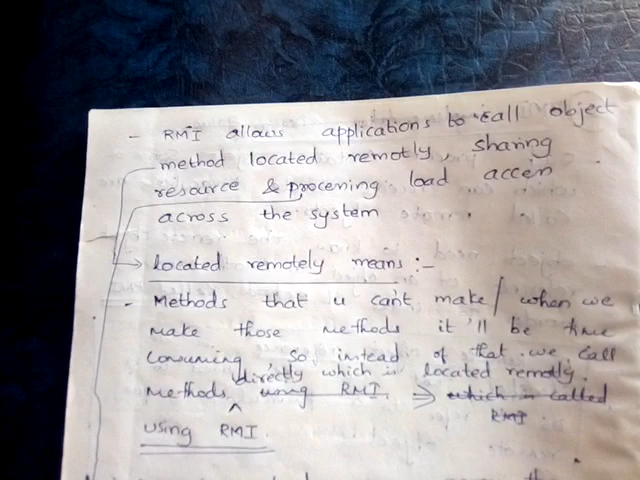 - RMI allows applications to call object
method located remotly, sharing
resource & procening load accen
across the system
located remotely means :-
- Methods that u can't make / when we
make those methods it'll be time
consuming so instead of that we call
directly which is located remotly.
methods using RMI => which is called
RMI
using RMI.